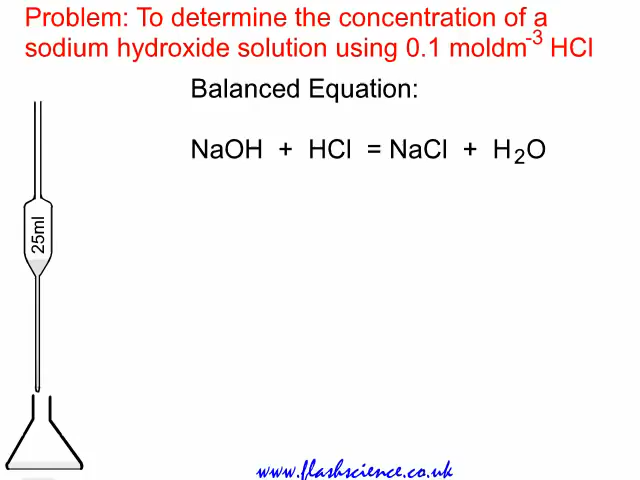 Problem: To determine the concentration of a
sodium hydroxide solution using 0.1 moldm⁻³ HCl
Balanced Equation:
NaOH + HCl = NaCl + H₂O
25ml
www.flashscience.co.uk